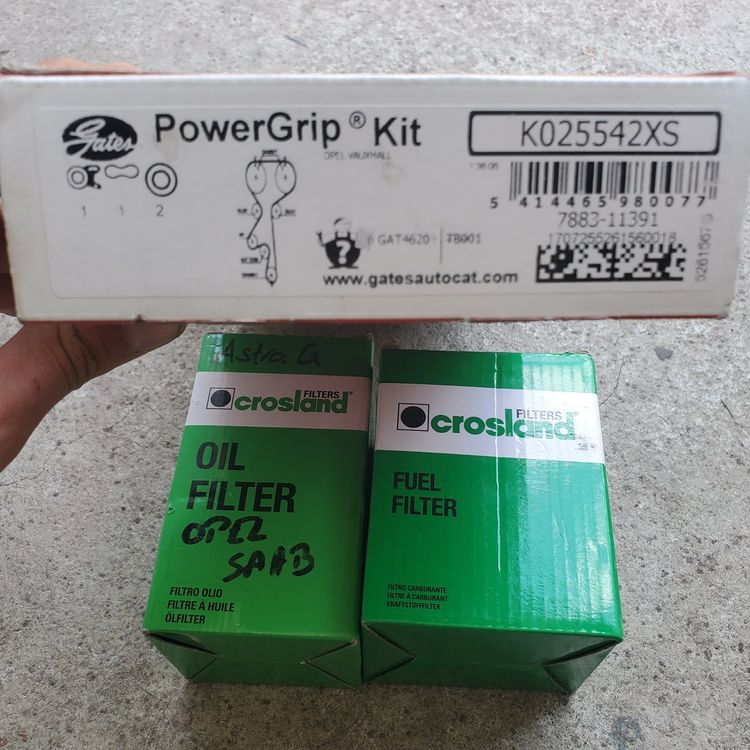 Gates
PowerGrip® Kit
K025542XS
OPEL VAUXHALL
5 414465 980077
7883-11391
1 1 2
GAT4620 TB001
1707255261560018
www.gatesautocat.com
Astra G
FILTERS
crosland®
OIL
FILTER
OPEL
SAAB
FILTRO OLIO
FILTRE À HUILE
ÖLFILTER
FILTERS
crosland®
FUEL
FILTER
FILTRO CARBURANTE
FILTRE A CARBURANT
KRAFTSTOFFFILTER